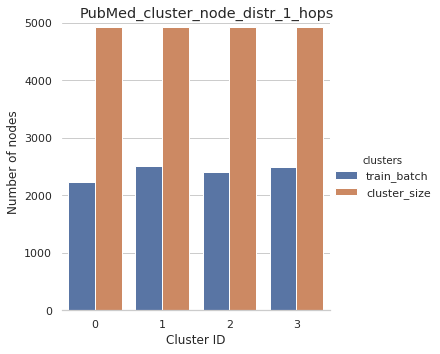 PubMed_cluster_node_distr_1_hops
5000
4000
3000
2000
1000
0
Number of nodes
0 1 2 3
Cluster ID
clusters
train_batch
cluster_size